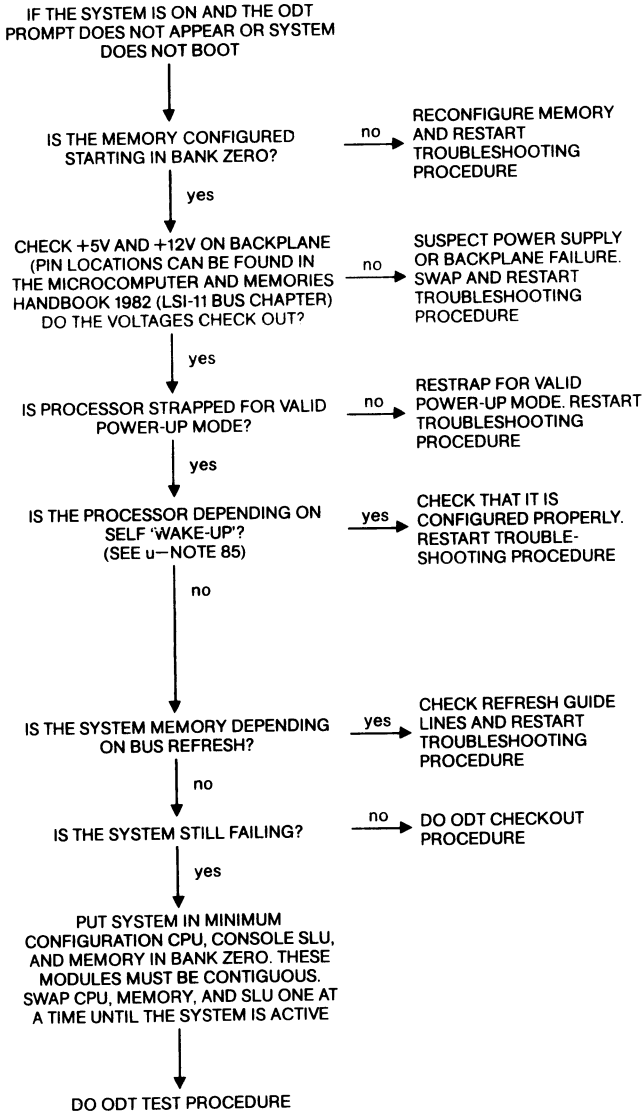 IF THE SYSTEM IS ON AND THE ODT
PROMPT DOES NOT APPEAR OR SYSTEM
DOES NOT BOOT
IS THE MEMORY CONFIGURED
STARTING IN BANK ZERO?
no
RECONFIGURE MEMORY
AND RESTART
TROUBLESHOOTING
PROCEDURE
yes
CHECK +5V AND +12V ON BACKPLANE
(PIN LOCATIONS CAN BE FOUND IN
THE MICROCOMPUTER AND MEMORIES
HANDBOOK 1982 (LSI-11 BUS CHAPTER)
DO THE VOLTAGES CHECK OUT?
no
SUSPECT POWER SUPPLY
OR BACKPLANE FAILURE.
SWAP AND RESTART
TROUBLESHOOTING
PROCEDURE
yes
IS PROCESSOR STRAPPED FOR VALID
POWER-UP MODE?
no
RESTRAP FOR VALID
POWER-UP MODE. RESTART
TROUBLESHOOTING
PROCEDURE
yes
IS THE PROCESSOR DEPENDING ON
SELF 'WAKE-UP'?
(SEE u—NOTE 85)
yes
CHECK THAT IT IS
CONFIGURED PROPERLY.
RESTART TROUBLE-
SHOOTING PROCEDURE
no
IS THE SYSTEM MEMORY DEPENDING
ON BUS REFRESH?
yes
CHECK REFRESH GUIDE
LINES AND RESTART
TROUBLESHOOTING
PROCEDURE
no
IS THE SYSTEM STILL FAILING?
no
DO ODT CHECKOUT
PROCEDURE
yes
PUT SYSTEM IN MINIMUM
CONFIGURATION CPU, CONSOLE SLU,
AND MEMORY IN BANK ZERO. THESE
MODULES MUST BE CONTIGUOUS.
SWAP CPU, MEMORY, AND SLU ONE AT
A TIME UNTIL THE SYSTEM IS ACTIVE
DO ODT TEST PROCEDURE